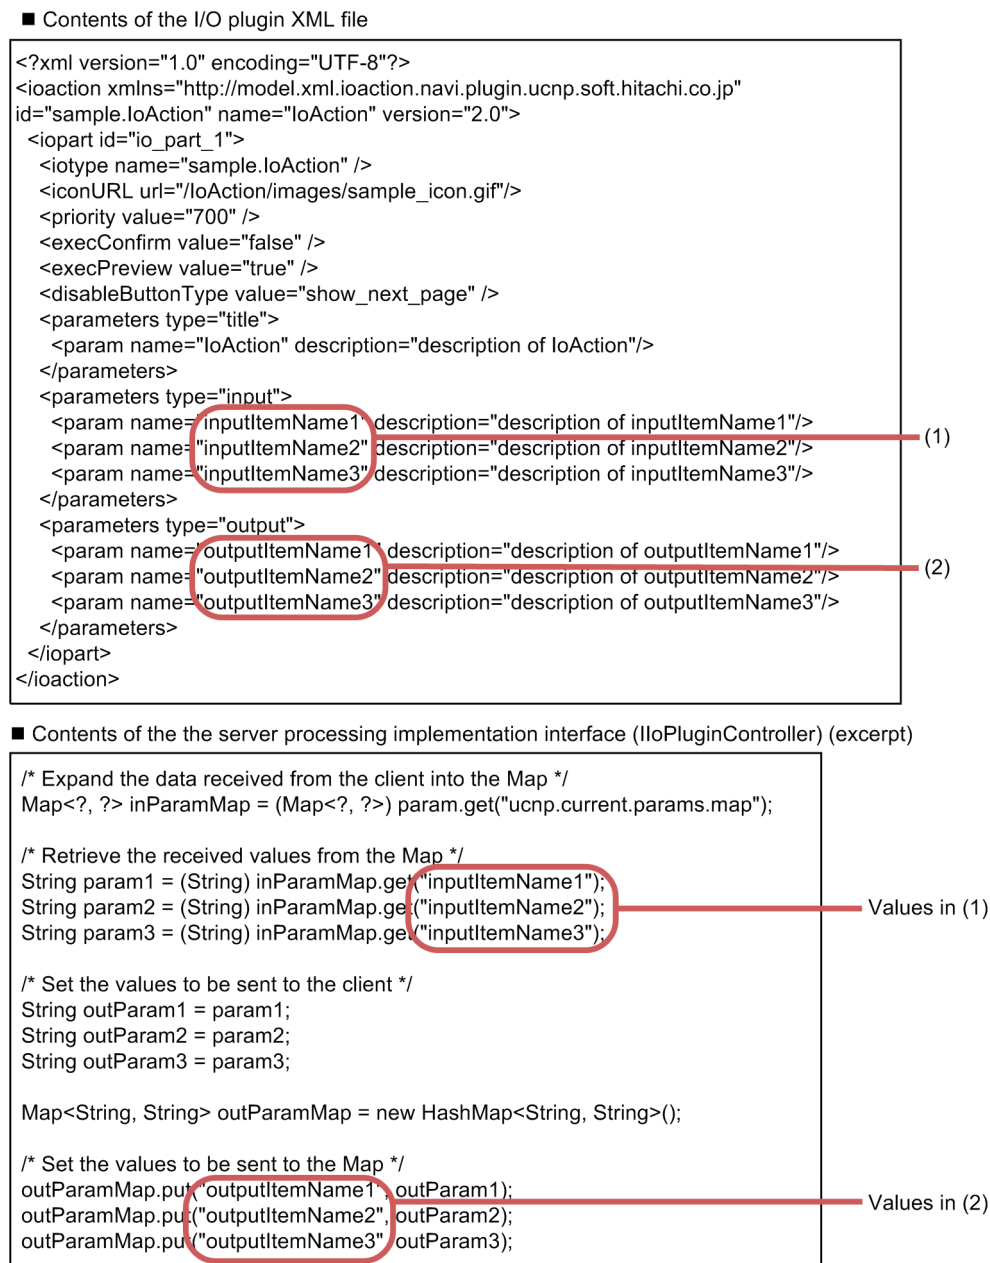 ■ Contents of the I/O plugin XML file
<?xml version="1.0" encoding="UTF-8"?>
<ioaction xmlns="http://model.xml.ioaction.navi.plugin.ucnp.soft.hitachi.co.jp"
id="sample.IoAction" name="IoAction" version="2.0">
<iopart id="io_part_1">
<iotype name="sample.IoAction" />
<iconURL url="/IoAction/images/sample_icon.gif"/>
<priority value="700" />
<execConfirm value="false" />
<execPreview value="true" />
<disableButtonType value="show_next_page" />
<parameters type="title">
<param name="IoAction" description="description of IoAction"/>
</parameters>
<parameters type="input">
<param name="inputItemName1" description="description of inputItemName1"/>
(1)
<param name="inputItemName2" description="description of inputItemName2"/>
<param name="inputItemName3" description="description of inputItemName3"/>
</parameters>
<parameters type="output">
<param name="outputItemName1" description="description of outputItemName1"/>
(2)
<param name="outputItemName2" description="description of outputItemName2"/>
<param name="outputItemName3" description="description of outputItemName3"/>
</parameters>
</iopart>
</ioaction>
■ Contents of the the server processing implementation interface (IIoPluginController) (excerpt)
/* Expand the data received from the client into the Map */
Map<?, ?> inParamMap = (Map<?, ?>) param.get("ucnp.current.params.map");
/* Retrieve the received values from the Map */
String param1 = (String) inParamMap.get("inputItemName1");
String param2 = (String) inParamMap.get("inputItemName2");
Values in (1)
String param3 = (String) inParamMap.get("inputItemName3");
/* Set the values to be sent to the client */
String outParam1 = param1;
String outParam2 = param2;
String outParam3 = param3;
Map<String, String> outParamMap = new HashMap<String, String>();
/* Set the values to be sent to the Map */
outParamMap.put("outputItemName1", outParam1);
Values in (2)
outParamMap.put("outputItemName2", outParam2);
outParamMap.put("outputItemName3", outParam3);